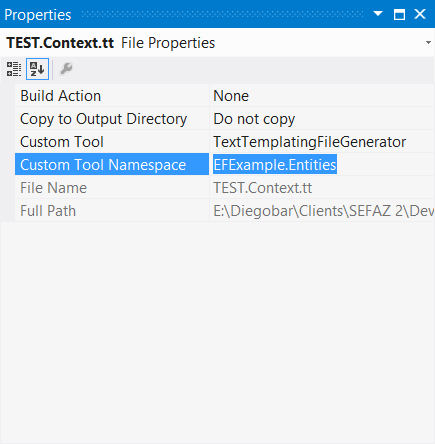 Properties
TEST.Context.tt File Properties
Build Action None
Copy to Output Directory Do not copy
Custom Tool TextTemplatingFileGenerator
Custom Tool Namespace EFExample.Entities
File Name TEST.Context.tt
Full Path E:\Diegobar\Clients\SEFAZ 2\Dev